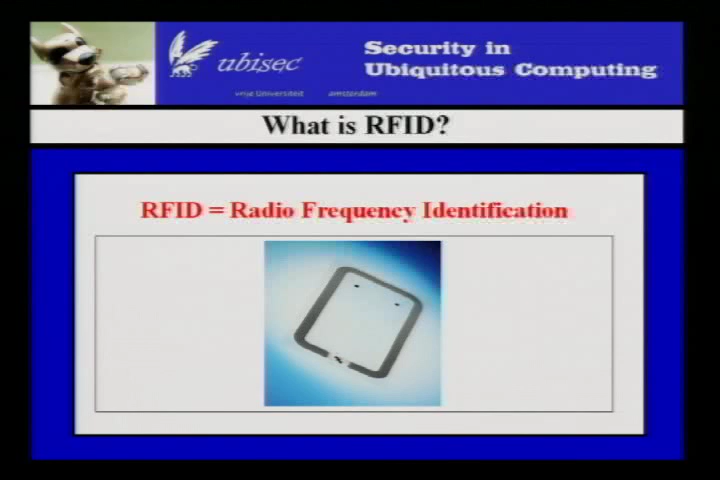 ubisec
Security in
Ubiquitous Computing
vrije Universiteit amsterdam
What is RFID?
RFID = Radio Frequency Identification